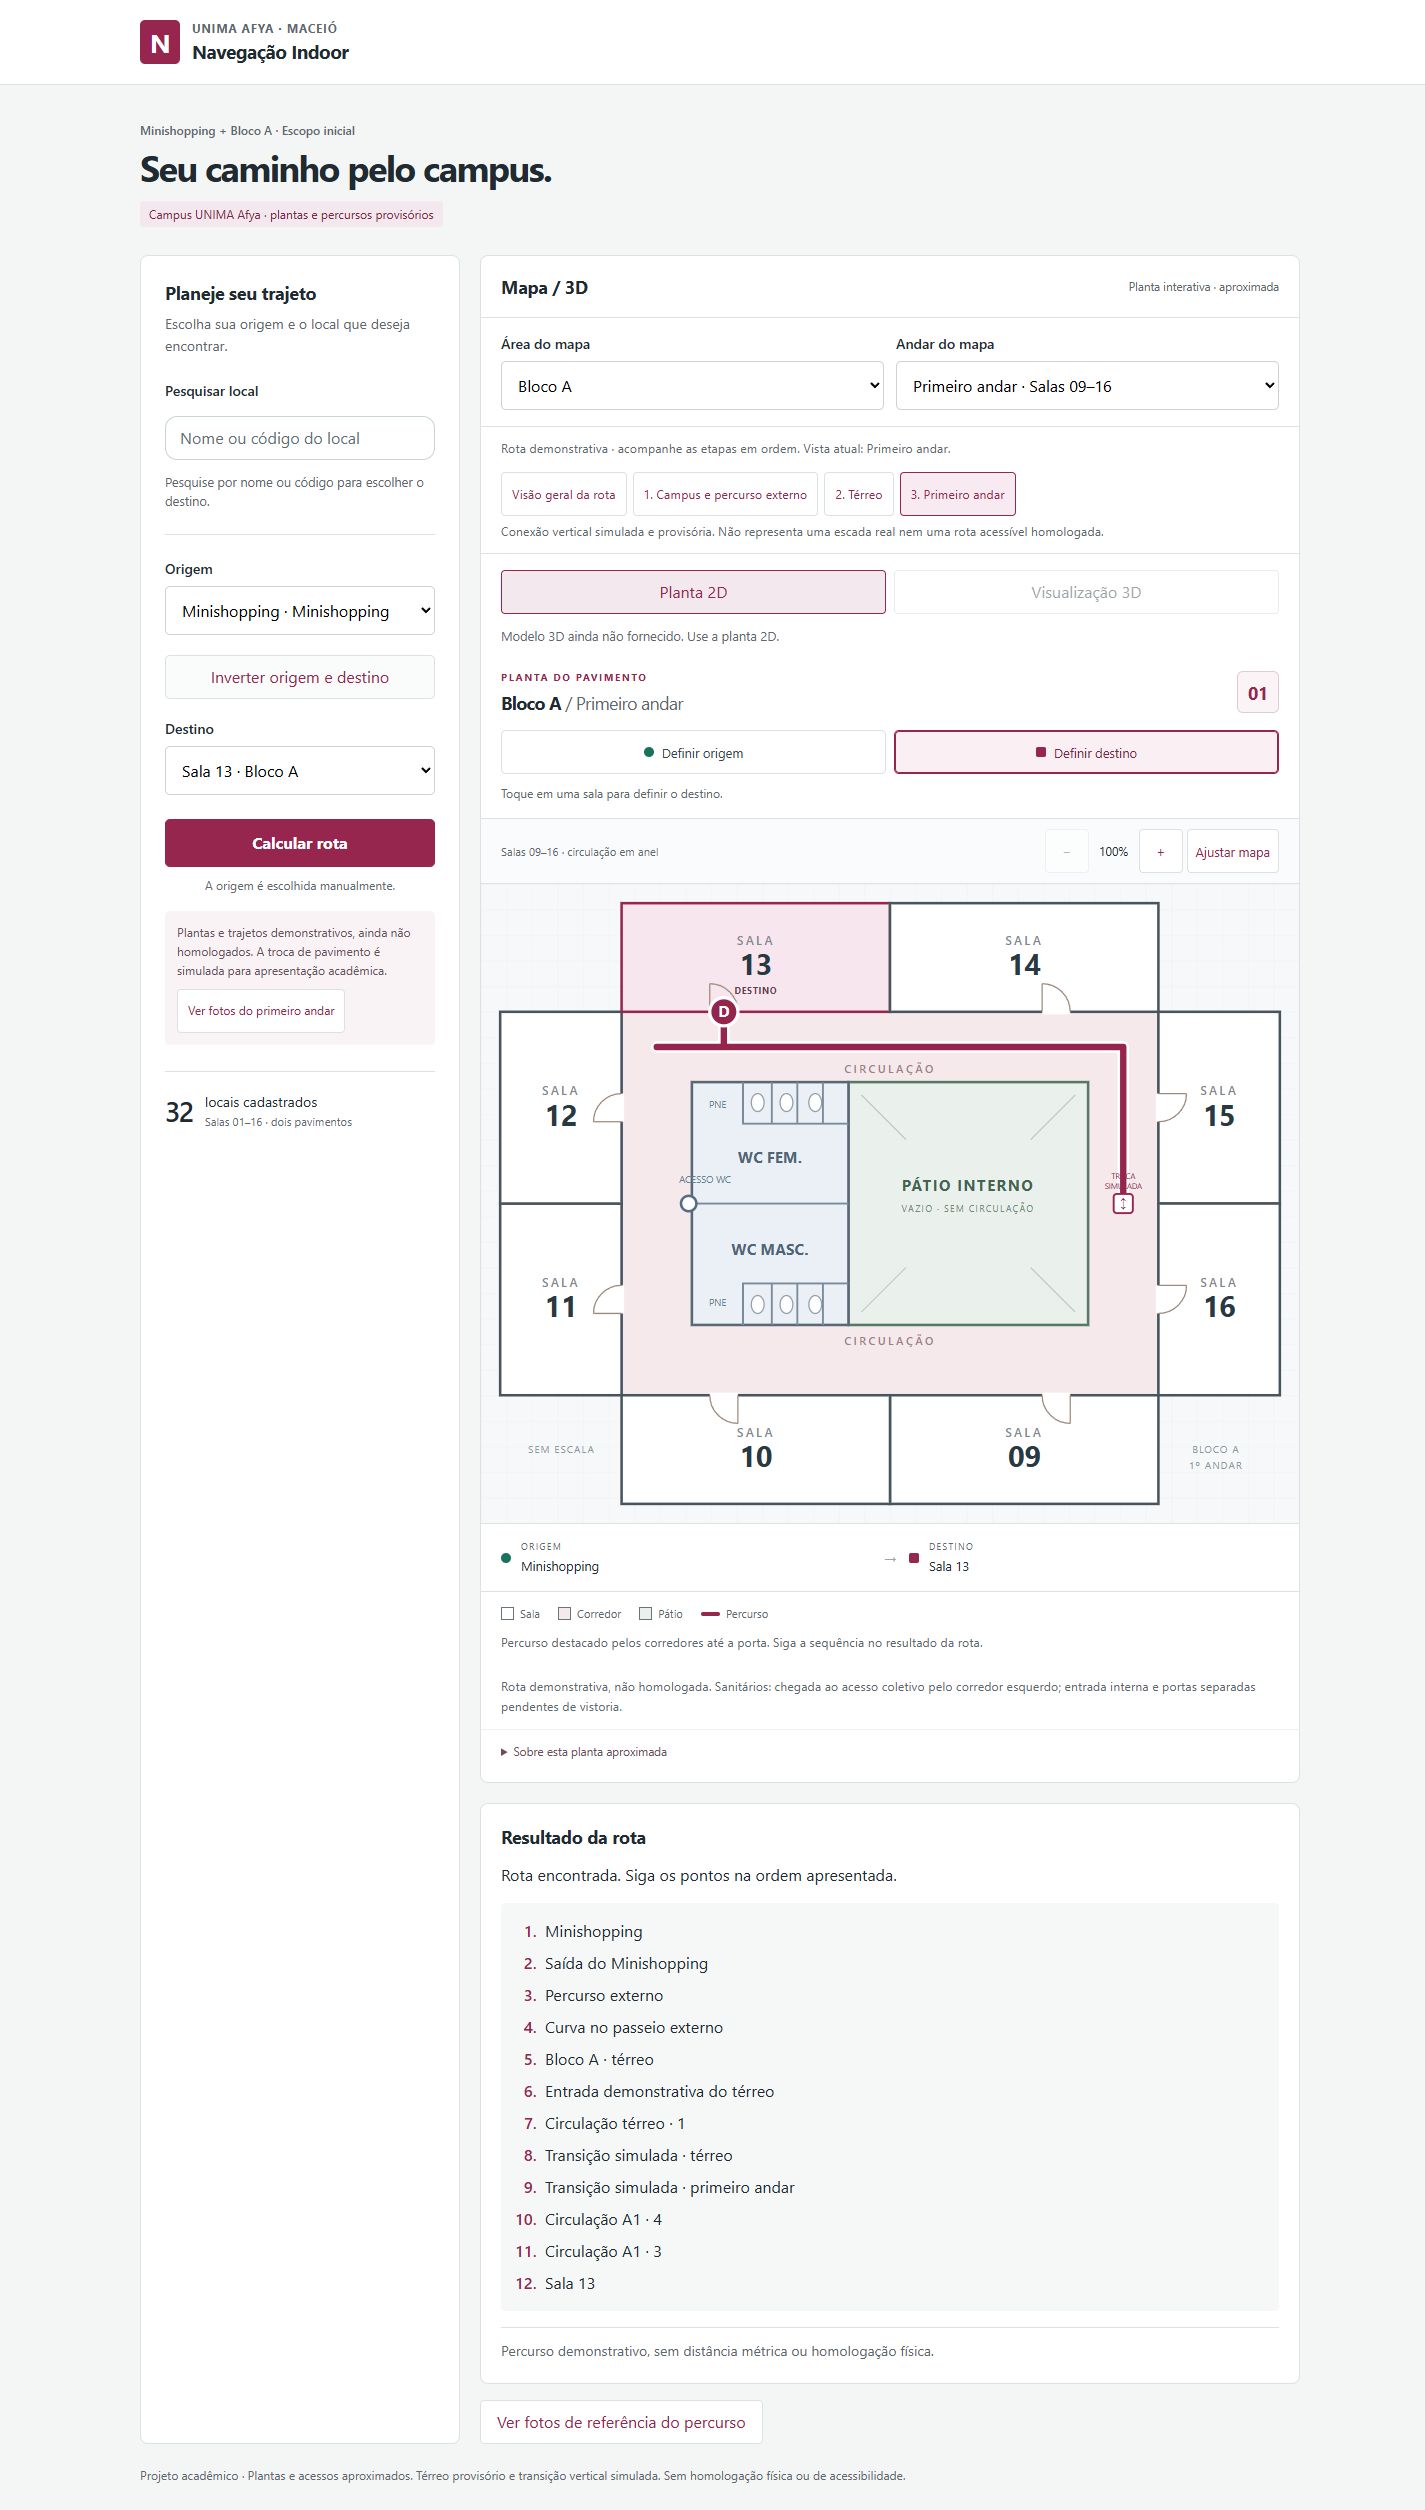 N
UNIMA AFYA · MACEIÓ
Navegação Indoor
Minishopping + Bloco A · Escopo inicial
Seu caminho pelo campus.
Campus UNIMA Afya · plantas e percursos provisórios
Planeje seu trajeto
Escolha sua origem e o local que deseja
encontrar.
Pesquisar local
Nome ou código do local
Pesquise por nome ou código para escolher o
destino.
Origem
Minishopping · Minishopping
Inverter origem e destino
Destino
Sala 13 · Bloco A
Calcular rota
A origem é escolhida manualmente.
Plantas e trajetos demonstrativos, ainda não
homologados. A troca de pavimento é
simulada para apresentação acadêmica.
Ver fotos do primeiro andar
32
locais cadastrados
Salas 01–16 · dois pavimentos
Mapa / 3D
Planta interativa · aproximada
Área do mapa
Andar do mapa
Bloco A
Primeiro andar · Salas 09–16
Rota demonstrativa · acompanhe as etapas em ordem. Vista atual: Primeiro andar.
Visão geral da rota
1. Campus e percurso externo
2. Térreo
3. Primeiro andar
Conexão vertical simulada e provisória. Não representa uma escada real nem uma rota acessível homologada.
Planta 2D
Visualização 3D
Modelo 3D ainda não fornecido. Use a planta 2D.
PLANTA DO PAVIMENTO
Bloco A / Primeiro andar
01
Definir origem
Definir destino
Toque em uma sala para definir o destino.
Salas 09–16 · circulação em anel
−
100%
+
Ajustar mapa
SALA
13
DESTINO
D
SALA
14
CIRCULAÇÃO
SALA
12
SALA
15
PNE
WC FEM.
ACESSO WC
PÁTIO INTERNO
VAZIO · SEM CIRCULAÇÃO
WC MASC.
PNE
SALA
11
SALA
16
CIRCULAÇÃO
SALA
10
SALA
09
SEM ESCALA
BLOCO A
1º ANDAR
ORIGEM
Minishopping
→
DESTINO
Sala 13
Sala
Corredor
Pátio
Percurso
Percurso destacado pelos corredores até a porta. Siga a sequência no resultado da rota.
Rota demonstrativa, não homologada. Sanitários: chegada ao acesso coletivo pelo corredor esquerdo; entrada interna e portas separadas
pendentes de vistoria.
Sobre esta planta aproximada
Resultado da rota
Rota encontrada. Siga os pontos na ordem apresentada.
1. Minishopping
2. Saída do Minishopping
3. Percurso externo
4. Curva no passeio externo
5. Bloco A · térreo
6. Entrada demonstrativa do térreo
7. Circulação térreo · 1
8. Transição simulada · térreo
9. Transição simulada · primeiro andar
10. Circulação A1 · 4
11. Circulação A1 · 3
12. Sala 13
Percurso demonstrativo, sem distância métrica ou homologação física.
Ver fotos de referência do percurso
Projeto acadêmico · Plantas e acessos aproximados. Térreo provisório e transição vertical simulada. Sem homologação física ou de acessibilidade.